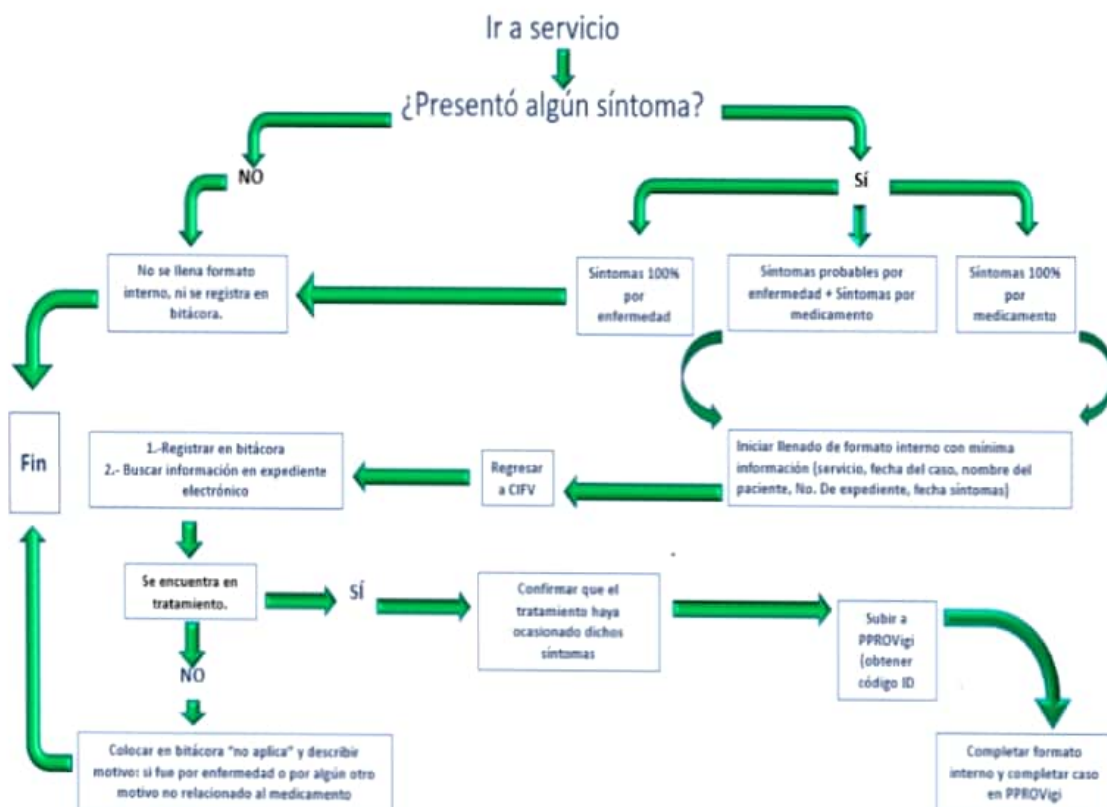 Ir a servicio
¿Presentó algún síntoma?
NO
Sí
No se llena formato
interno, ni se registra en
bitácora.
Síntomas 100%
por
enfermedad
Síntomas probables por
enfermedad + Síntomas por
medicamento
Síntomas 100%
por
medicamento
Fin
1.-Registrar en bitácora
2.- Buscar información en expediente
electrónico
Regresar
a CIFV
Iniciar llenado de formato interno con mínima
información (servicio, fecha del caso, nombre del
paciente, No. De expediente, fecha síntomas)
Se encuentra en
tratamiento.
SÍ
Confirmar que el
tratamiento haya
ocasionado dichos
síntomas
Subir a
PPROVigi
(obtener
código ID
NO
Colocar en bitácora "no aplica" y describir
motivo: si fue por enfermedad o por algún otro
motivo no relacionado al medicamento
Completar formato
interno y completar caso
en PPROVigi